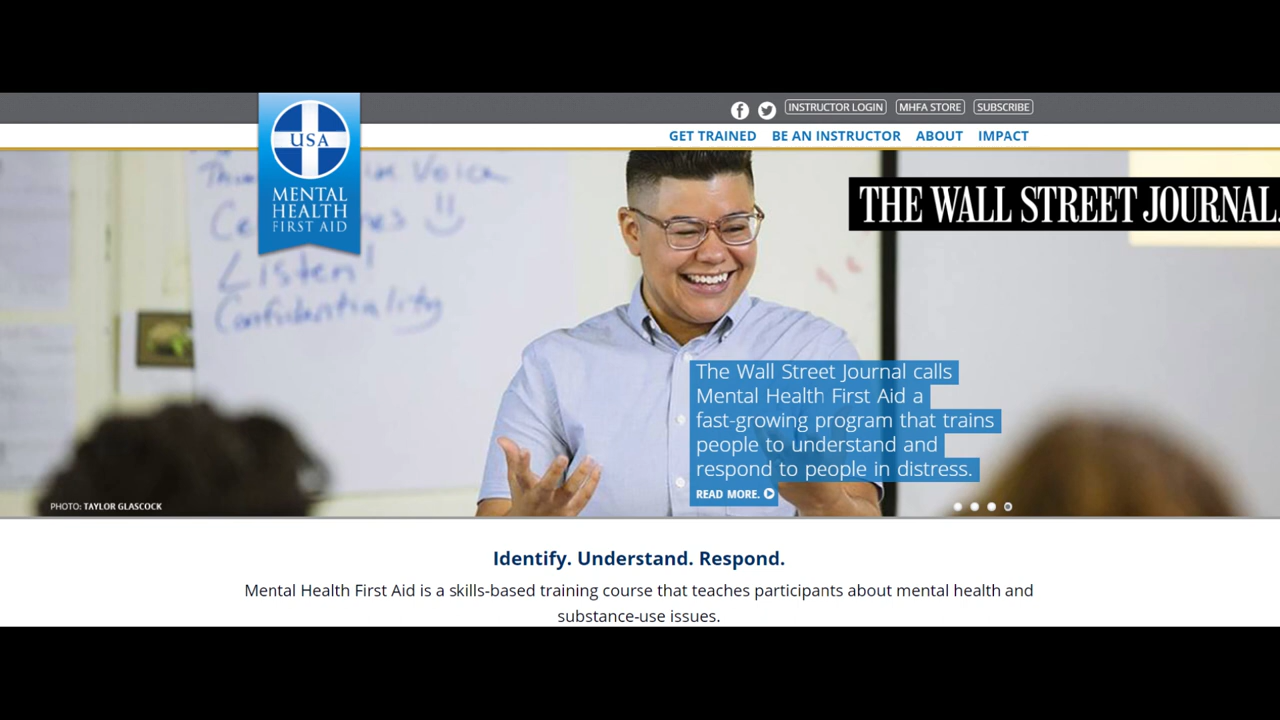 INSTRUCTOR LOGIN MHFA STORE SUBSCRIBE
GET TRAINED BE AN INSTRUCTOR ABOUT IMPACT
USA
MENTAL
HEALTH
FIRST AID
THE WALL STREET JOURNAL.
Voice
Listen!
Confidentiality
The Wall Street Journal calls
Mental Health First Aid a
fast-growing program that trains
people to understand and
respond to people in distress.
READ MORE.
PHOTO: TAYLOR GLASCOCK
Identify. Understand. Respond.
Mental Health First Aid is a skills-based training course that teaches participants about mental health and
substance-use issues.